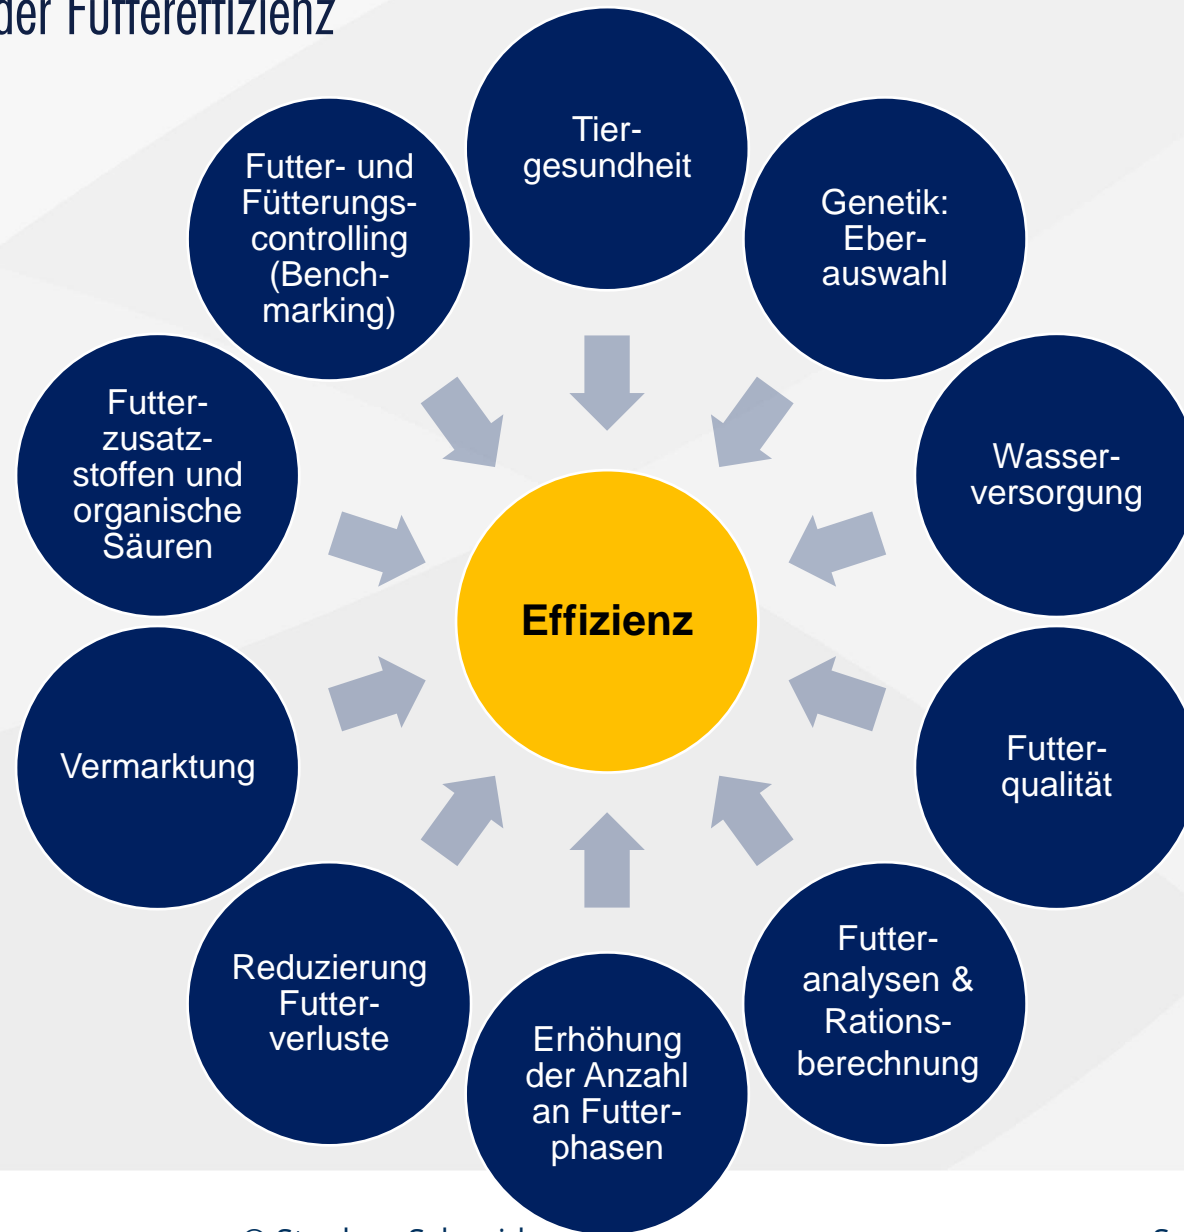 der Futtereffizienz
Tier-
gesundheit
Genetik:
Eber-
auswahl
Wasser-
versorgung
Futter-
qualität
Futter-
analysen &
Rations-
berechnung
Erhöhung
der Anzahl
an Futter-
phasen
Reduzierung
Futter-
verluste
Vermarktung
Futter-
zusatz-
stoffen und
organische
Säuren
Futter- und
Fütterungs-
controlling
(Bench-
marking)
Effizienz